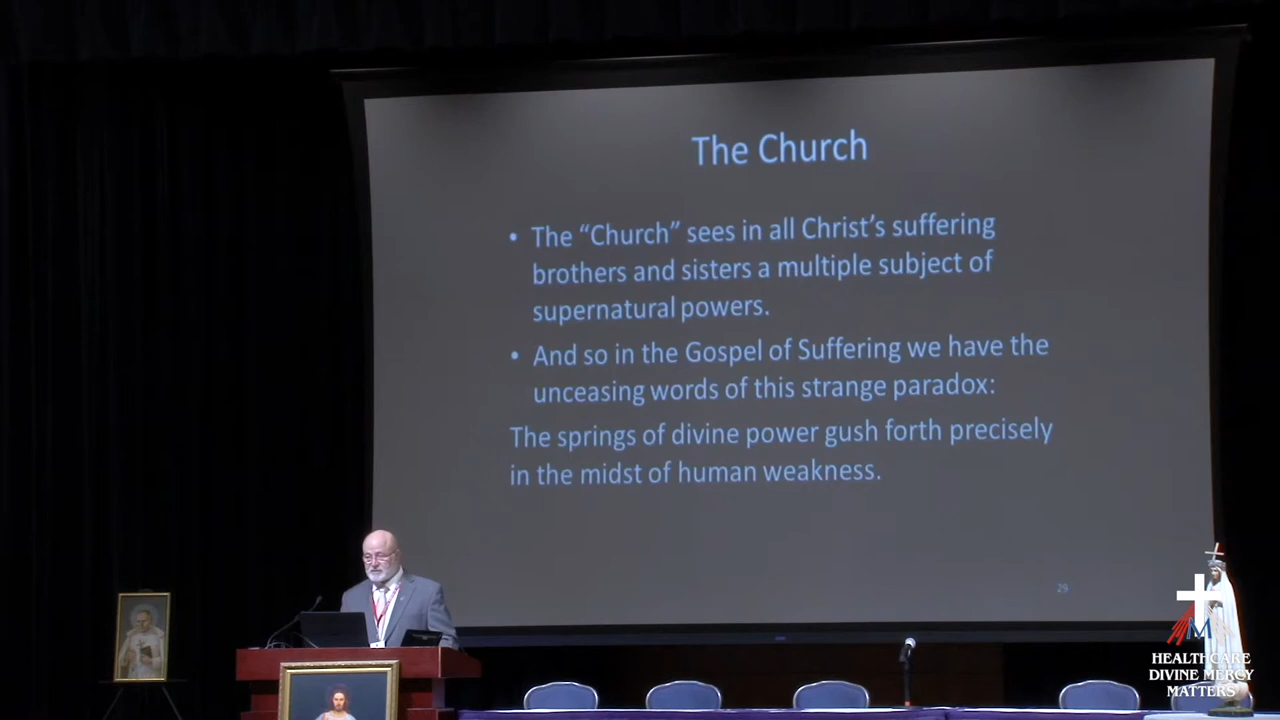 The Church
• The “Church” sees in all Christ’s suffering
brothers and sisters a multiple subject of
supernatural powers.
• And so in the Gospel of Suffering we have the
unceasing words of this strange paradox:
The springs of divine power gush forth precisely
in the midst of human weakness.
29
M
HEALTHCARE
DIVINE MERCY
MATTERS